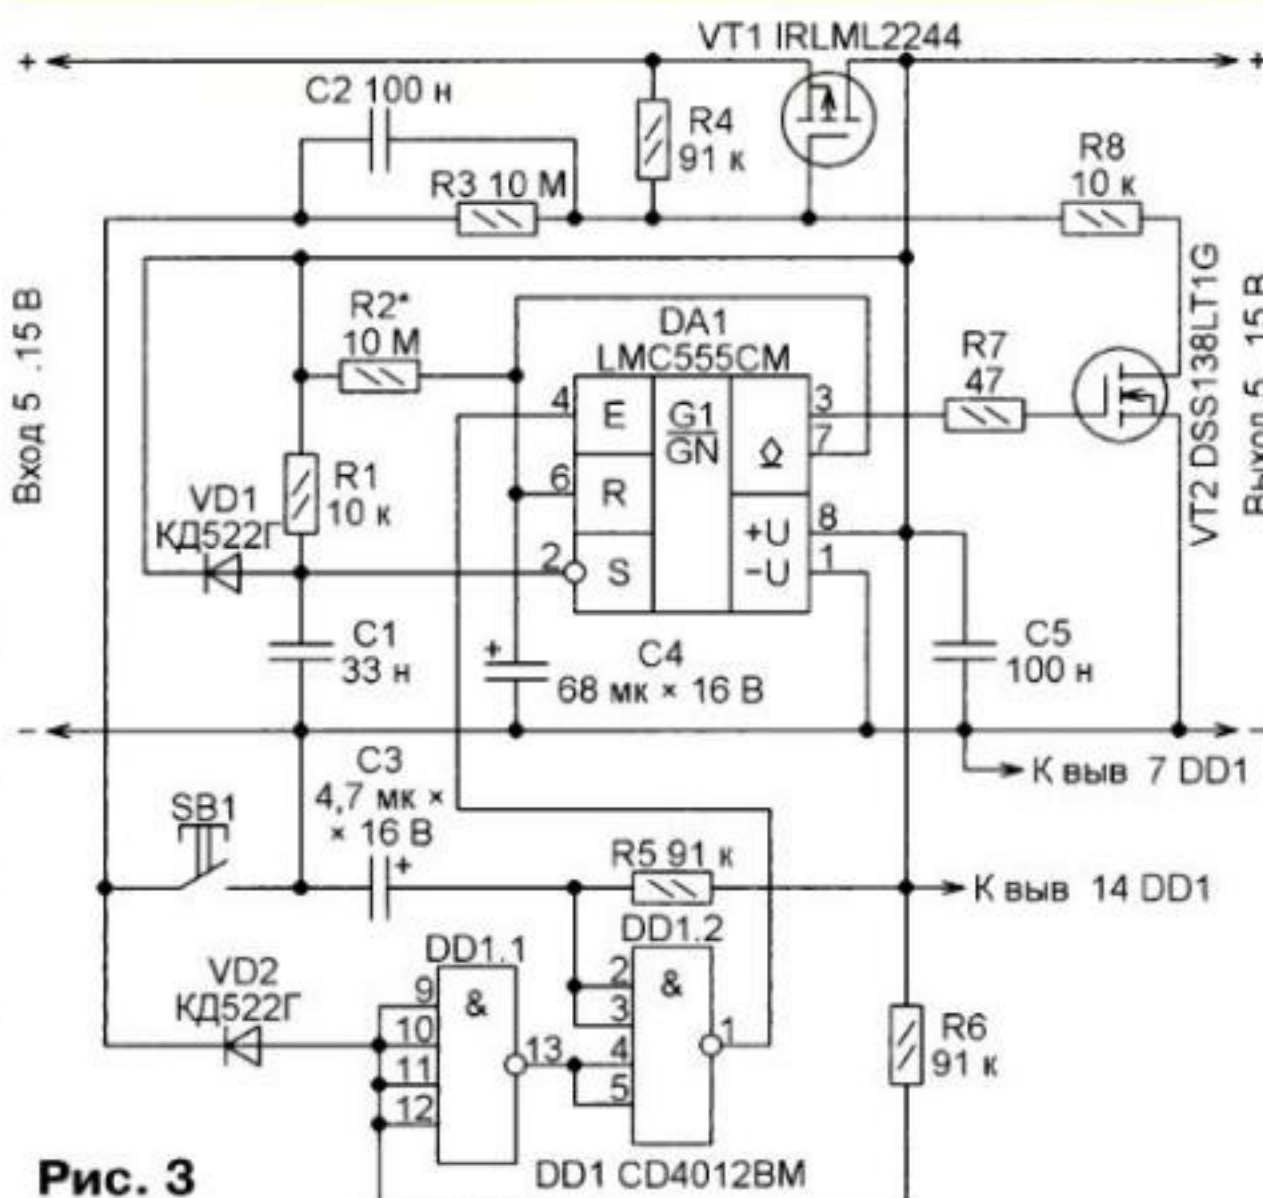 VT1 IRLML2244
+
+
C2 100 н
R4
91 к
R8
10 к
R3 10 М
Вход 5 .15 В
R2*
10 М
DA1
LMC555CM
R7
47
VT2 DSS138LT1G
Выход 5 15 В
4
E
G1
GN
3
7
6
R
R1
10 к
VD1
КД522Г
+U
8
2
S
−U
1
C1
33 н
+
C4
68 мк × 16 В
C5
100 н
−
−
К выв 7 DD1
C3
4,7 мк ×
× 16 В
+
SB1
R5 91 к
К выв 14 DD1
DD1.1
DD1.2
VD2
КД522Г
9
&
10
11
12
13
2
&
3
4
5
1
R6
91 к
DD1 CD4012BM
Рис. 3